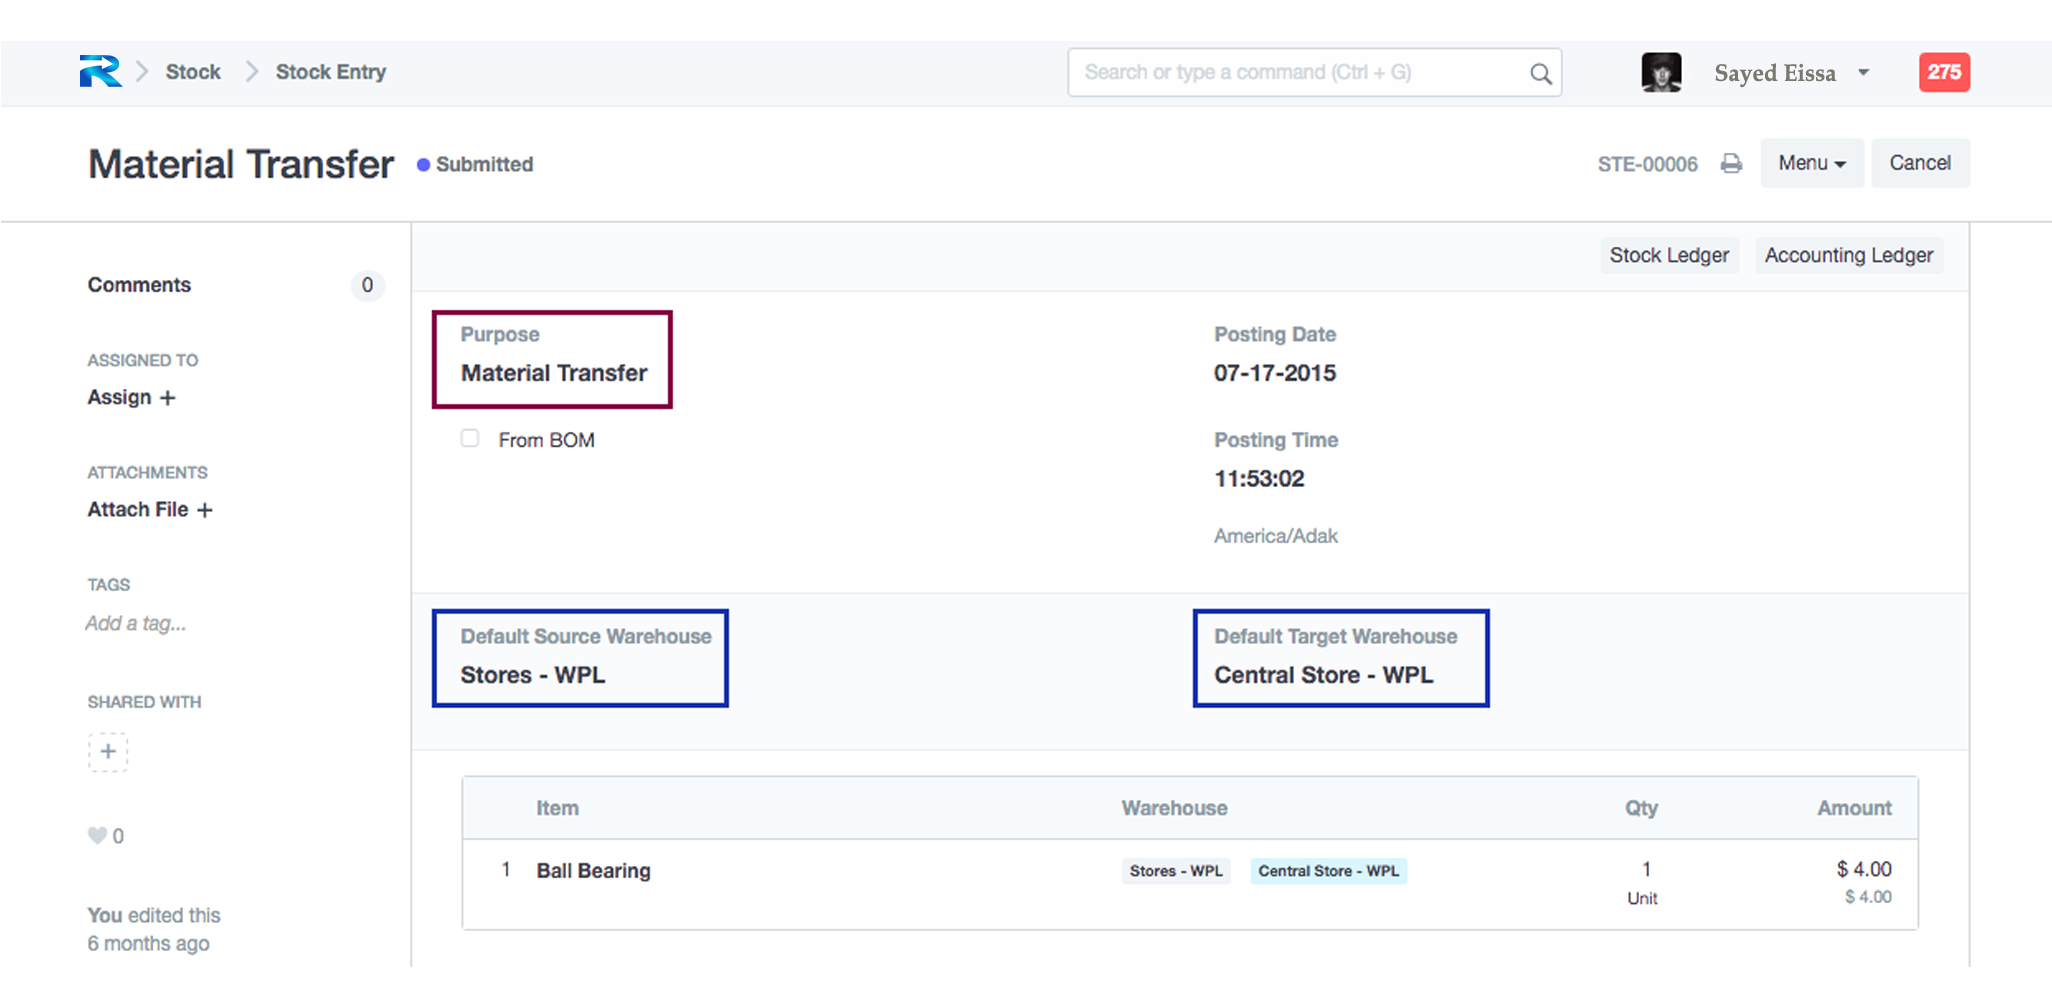 Stock
Stock Entry
Search or type a command (Ctrl + G)
Sayed Eissa
275
Material Transfer
Submitted
STE-00006
Menu
Cancel
Stock Ledger
Accounting Ledger
Comments
0
ASSIGNED TO
Assign +
ATTACHMENTS
Attach File +
TAGS
Add a tag...
SHARED WITH
+
0
You edited this
6 months ago
Purpose
Material Transfer
From BOM
Posting Date
07-17-2015
Posting Time
11:53:02
America/Adak
Default Source Warehouse
Stores - WPL
Default Target Warehouse
Central Store - WPL
Item Warehouse Qty Amount
1 Ball Bearing Stores - WPL Central Store - WPL 1 $ 4.00
Unit $ 4.00